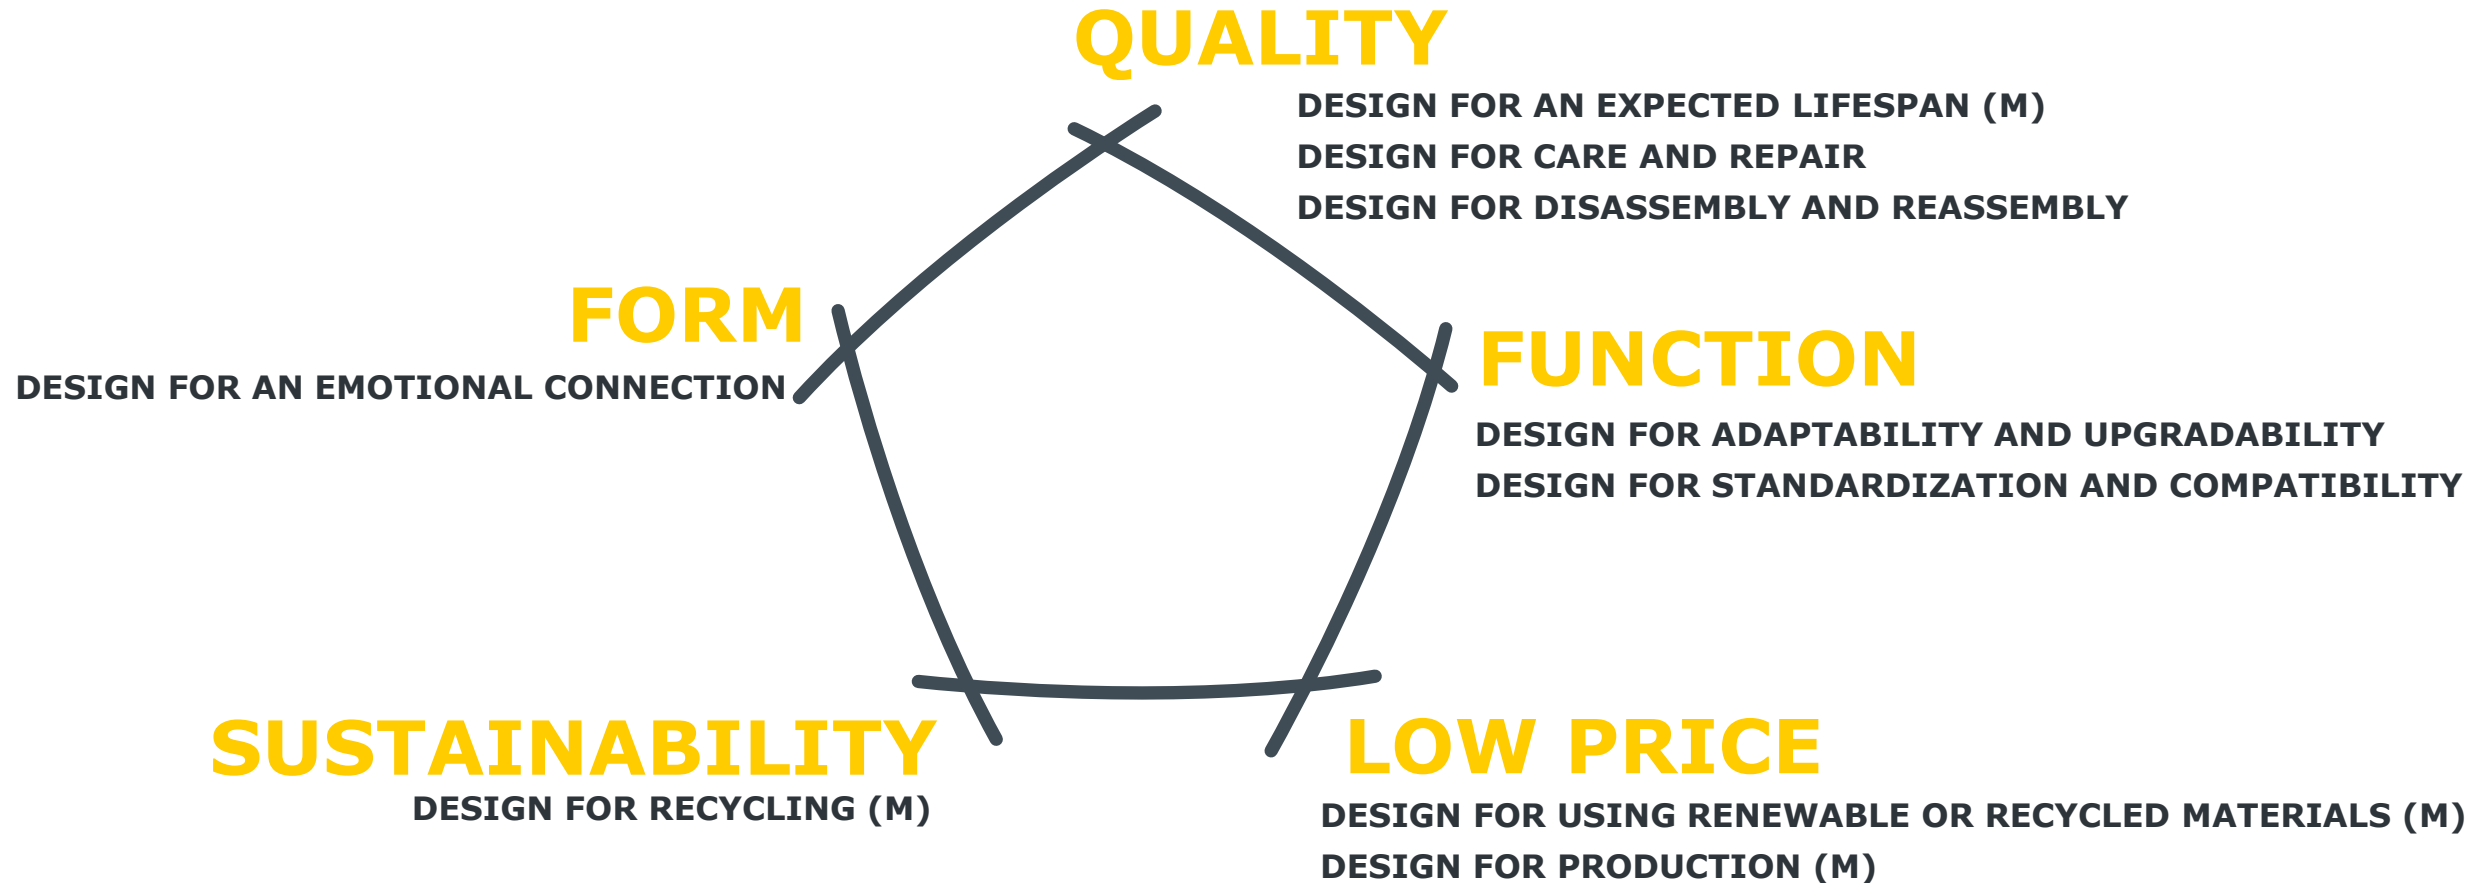 QUALITY
DESIGN FOR AN EXPECTED LIFESPAN (M)
DESIGN FOR CARE AND REPAIR
DESIGN FOR DISASSEMBLY AND REASSEMBLY
FORM
DESIGN FOR AN EMOTIONAL CONNECTION
FUNCTION
DESIGN FOR ADAPTABILITY AND UPGRADABILITY
DESIGN FOR STANDARDIZATION AND COMPATIBILITY
SUSTAINABILITY
DESIGN FOR RECYCLING (M)
LOW PRICE
DESIGN FOR USING RENEWABLE OR RECYCLED MATERIALS (M)
DESIGN FOR PRODUCTION (M)